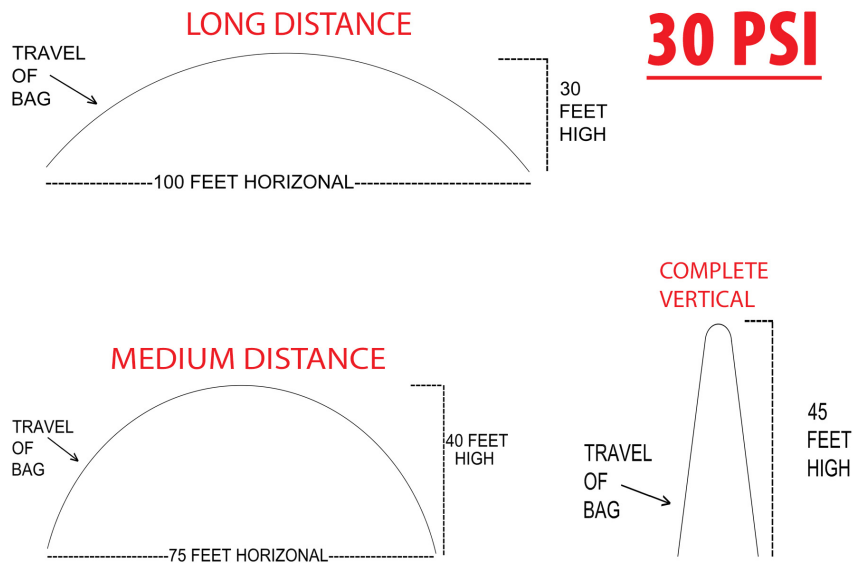 LONG DISTANCE
30 PSI
TRAVEL
OF
BAG
30
FEET
HIGH
100 FEET HORIZONAL
COMPLETE
VERTICAL
MEDIUM DISTANCE
TRAVEL
OF
BAG
40 FEET
HIGH
75 FEET HORIZONAL
45
FEET
HIGH
TRAVEL
OF
BAG